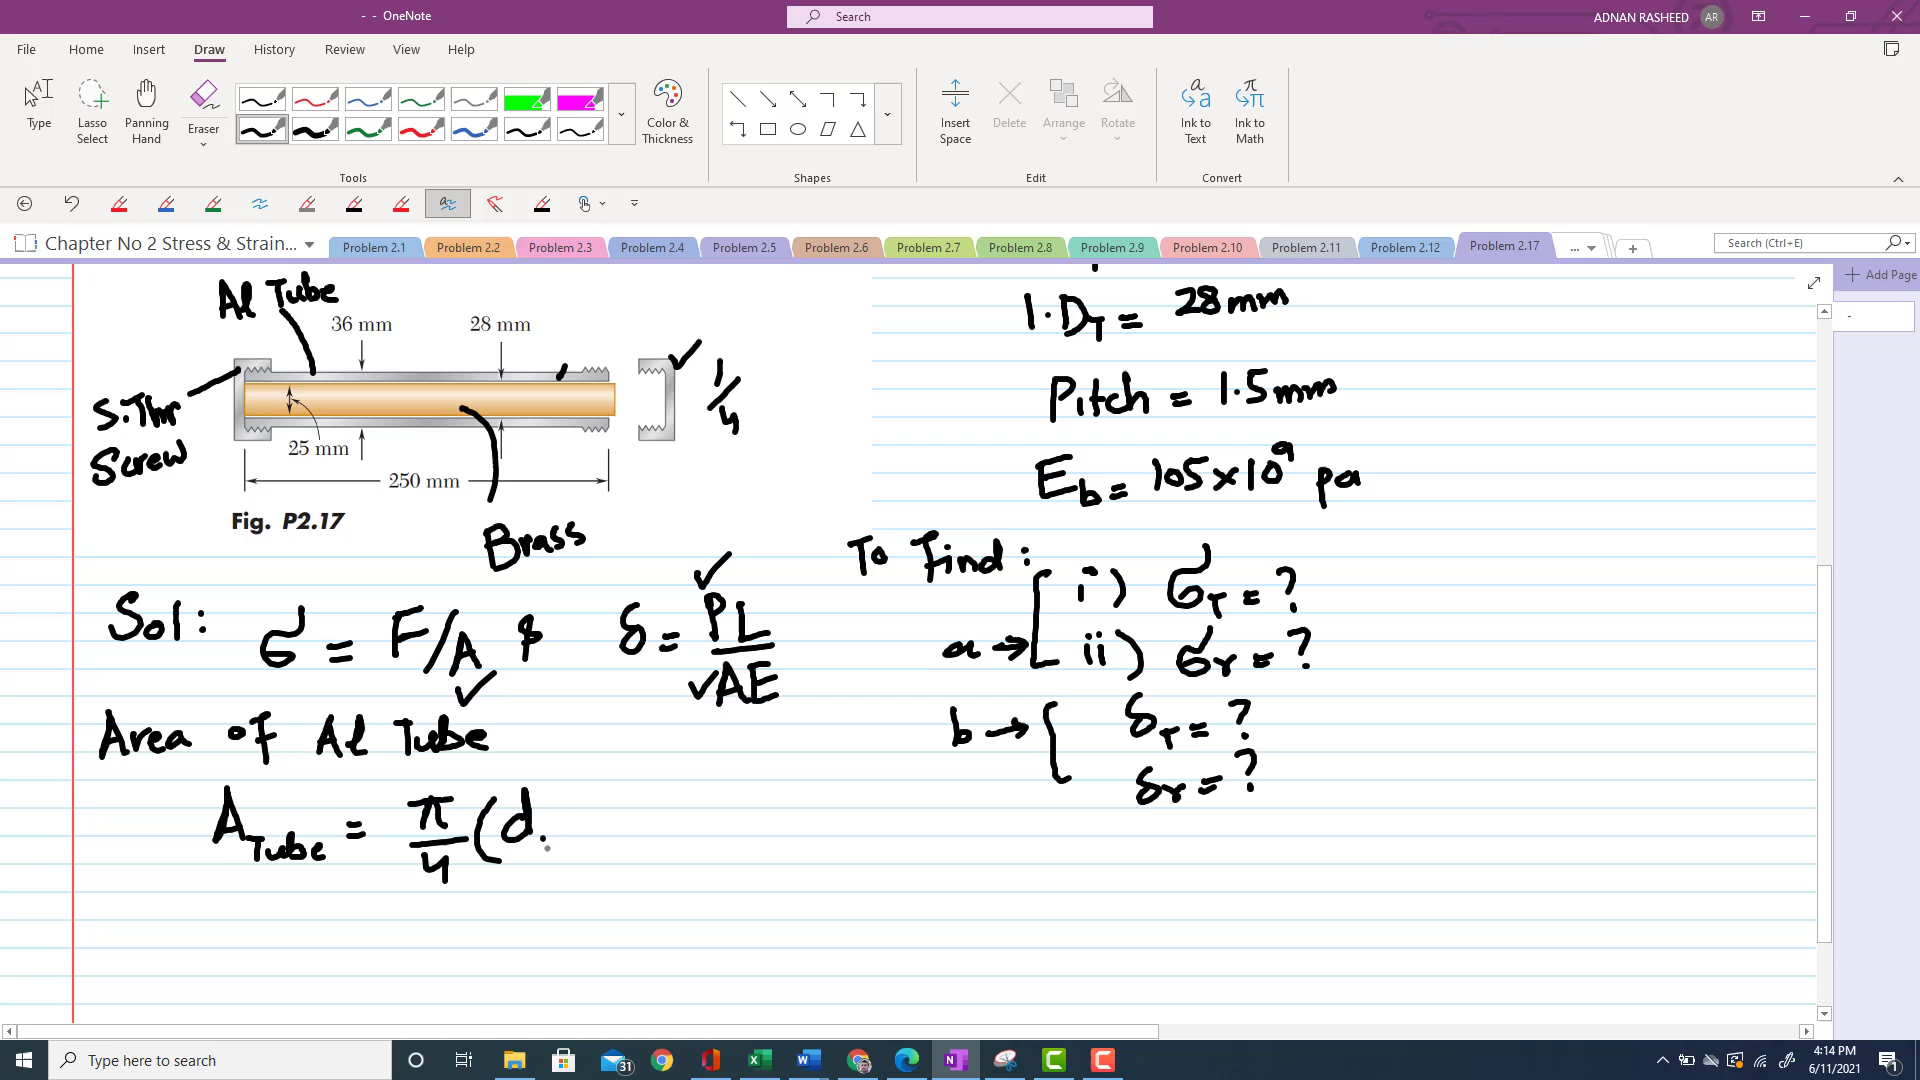 - - OneNote
Search
ADNAN RASHEED AR
File Home Insert Draw History Review View Help
Type
Lasso Select
Panning Hand
Eraser
Color & Thickness
Insert Space
Delete
Arrange
Rotate
Ink to Text
Ink to Math
Tools Shapes Edit Convert
Chapter No 2 Stress & Strain... Problem 2.1 Problem 2.2 Problem 2.3 Problem 2.4 Problem 2.5 Problem 2.6 Problem 2.7 Problem 2.8 Problem 2.9 Problem 2.10 Problem 2.11 Problem 2.12 Problem 2.17 ... Search (Ctrl+E)
Add Page
Al Tube
36 mm 28 mm
S.Thr Screw
1/4
25 mm
250 mm
Fig. P2.17
Brass
I.D_T = 28mm
Pitch = 1.5mm
E_b = 105×10^9 pa
To Find:
a → i) σ_T = ?
ii) σ_r = ?
b → δ_T = ?
δ_r = ?
Sol: σ = F/A & δ = PL/AE
Area of Al Tube
A_Tube = π/4 (d.
Type here to search
31
4:14 PM
6/11/2021
1